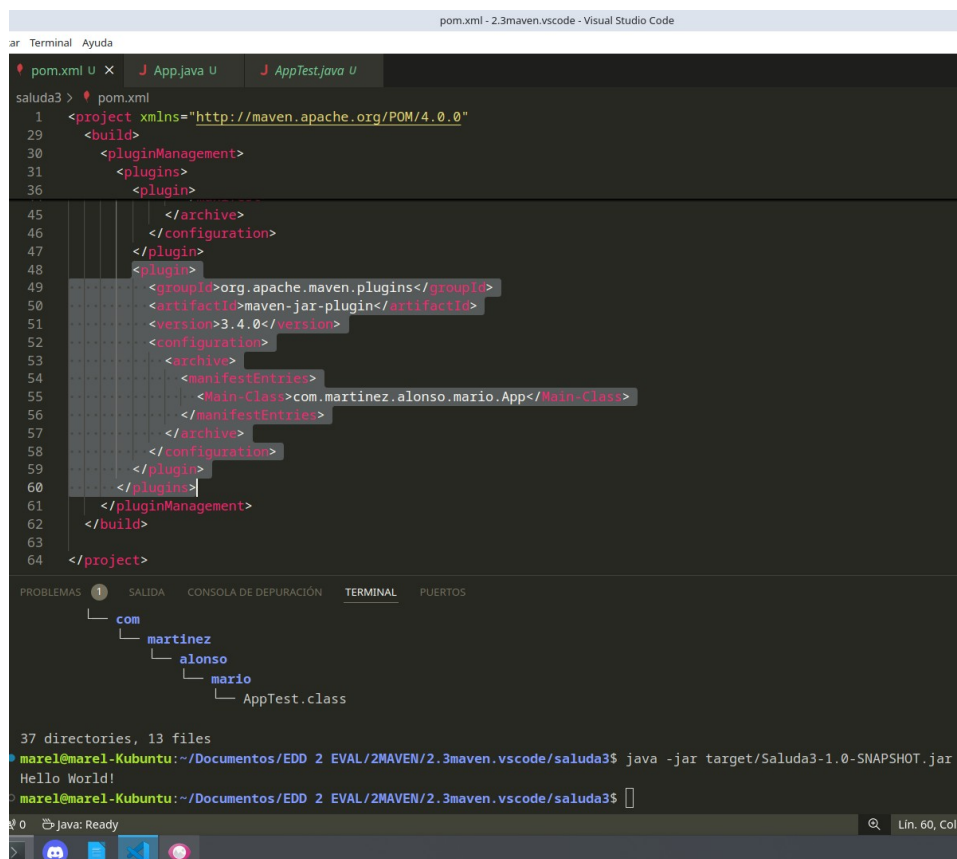 pom.xml - 2.3maven.vscode - Visual Studio Code
ar Terminal Ayuda
pom.xml U × J App.java U J AppTest.java U
saluda3 > pom.xml
1 <project xmlns="http://maven.apache.org/POM/4.0.0"
29 <build>
30 <pluginManagement>
31 <plugins>
36 <plugin>
45 </archive>
46 </configuration>
47 </plugin>
48 <plugin>
49 <groupId>org.apache.maven.plugins</groupId>
50 <artifactId>maven-jar-plugin</artifactId>
51 <version>3.4.0</version>
52 <configuration>
53 <archive>
54 <manifestEntries>
55 <Main-Class>com.martinez.alonso.mario.App</Main-Class>
56 </manifestEntries>
57 </archive>
58 </configuration>
59 </plugin>
60 </plugins>
61 </pluginManagement>
62 </build>
63
64 </project>
PROBLEMAS 1 SALIDA CONSOLA DE DEPURACIÓN TERMINAL PUERTOS
└── com
└── martinez
└── alonso
└── mario
└── AppTest.class
37 directories, 13 files
marel@marel-Kubuntu:~/Documentos/EDD 2 EVAL/2MAVEN/2.3maven.vscode/saluda3$ java -jar target/Saluda3-1.0-SNAPSHOT.jar
Hello World!
marel@marel-Kubuntu:~/Documentos/EDD 2 EVAL/2MAVEN/2.3maven.vscode/saluda3$
0 Java: Ready Lín. 60, Col